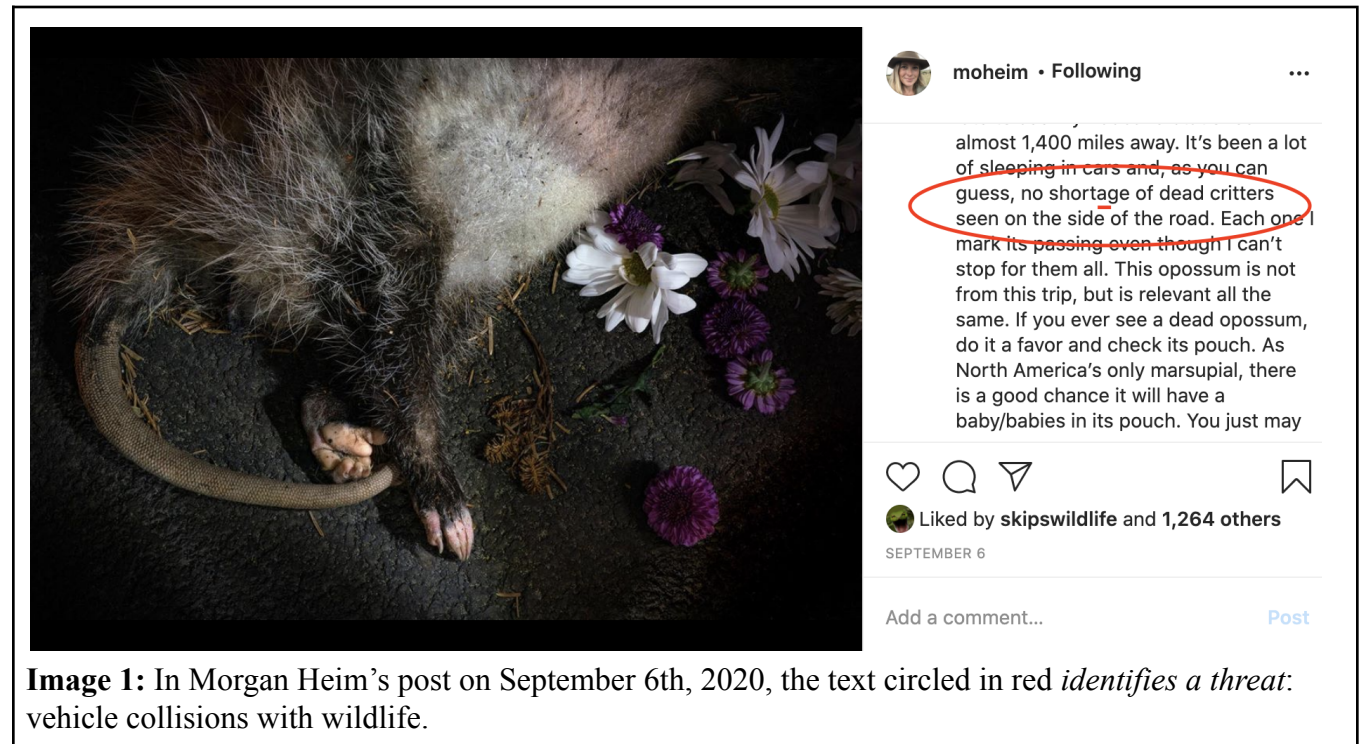 moheim • Following
almost 1,400 miles away. It's been a lot
of sleeping in cars and, as you can
guess, no shortage of dead critters
seen on the side of the road. Each one I
mark its passing even though I can't
stop for them all. This opossum is not
from this trip, but is relevant all the
same. If you ever see a dead opossum,
do it a favor and check its pouch. As
North America's only marsupial, there
is a good chance it will have a
baby/babies in its pouch. You just may
Liked by skipswildlife and 1,264 others
SEPTEMBER 6
Add a comment... Post
Image 1: In Morgan Heim's post on September 6th, 2020, the text circled in red identifies a threat:
vehicle collisions with wildlife.